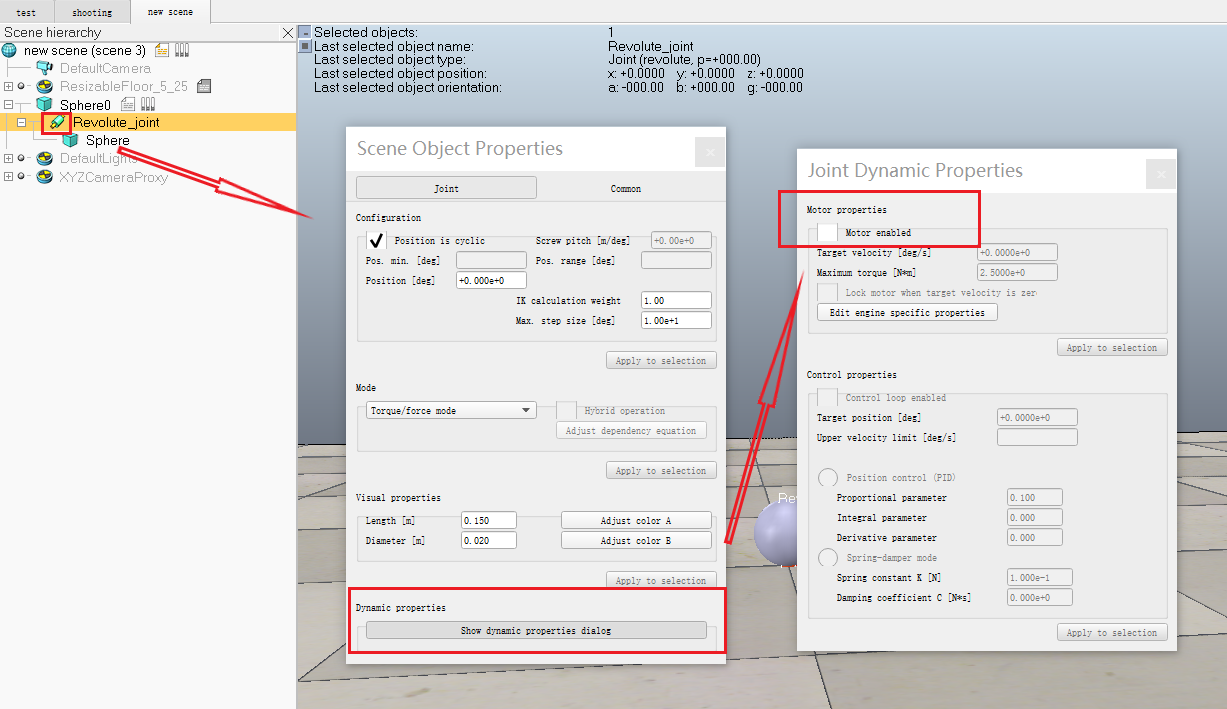 test shooting new scene
Scene hierarchy
new scene (scene 3)
DefaultCamera
ResizableFloor_5_25
Sphere0
Revolute_joint
Sphere
DefaultLights
XYZCameraProxy
Selected objects: 1
Last selected object name: Revolute_joint
Last selected object type: Joint (revolute, p=+000.00)
Last selected object position: x: +0.0000 y: +0.0000 z: +0.0000
Last selected object orientation: a: -000.00 b: +000.00 g: -000.00
Scene Object Properties
Joint Common
Configuration
Position is cyclic Screw pitch [m/deg] +0.00e+0
Pos. min. [deg] Pos. range [deg]
Position [deg] +0.000e+0
IK calculation weight 1.00
Max. step size [deg] 1.00e+1
Apply to selection
Mode
Torque/force mode Hybrid operation
Adjust dependency equation
Apply to selection
Visual properties
Length [m] 0.150 Adjust color A
Diameter [m] 0.020 Adjust color B
Apply to selection
Dynamic properties
Show dynamic properties dialog
Re
Joint Dynamic Properties
Motor properties
Motor enabled
Target velocity [deg/s] +0.0000e+0
Maximum torque [N*m] 2.5000e+0
Lock motor when target velocity is zero
Edit engine specific properties
Apply to selection
Control properties
Control loop enabled
Target position [deg] +0.0000e+0
Upper velocity limit [deg/s]
Position control (PID)
Proportional parameter 0.100
Integral parameter 0.000
Derivative parameter 0.000
Spring-damper mode
Spring constant K [N] 1.000e-1
Damping coefficient C [N*s] 0.000e+0
Apply to selection